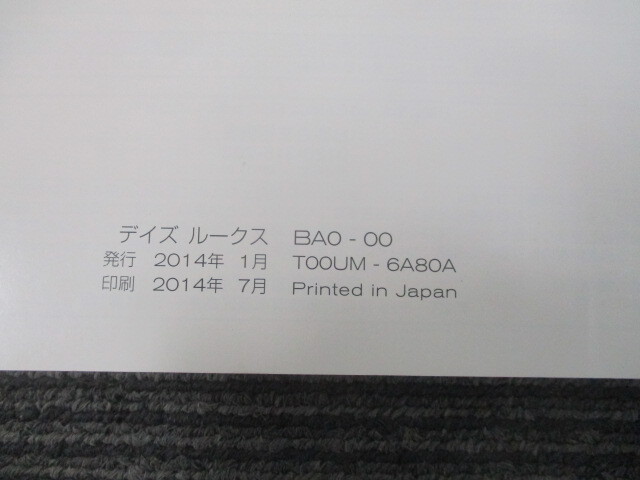 デイズ ルークス BA0 - 00
発行 2014年 1月 T00UM - 6A80A
印刷 2014年 7月 Printed in Japan